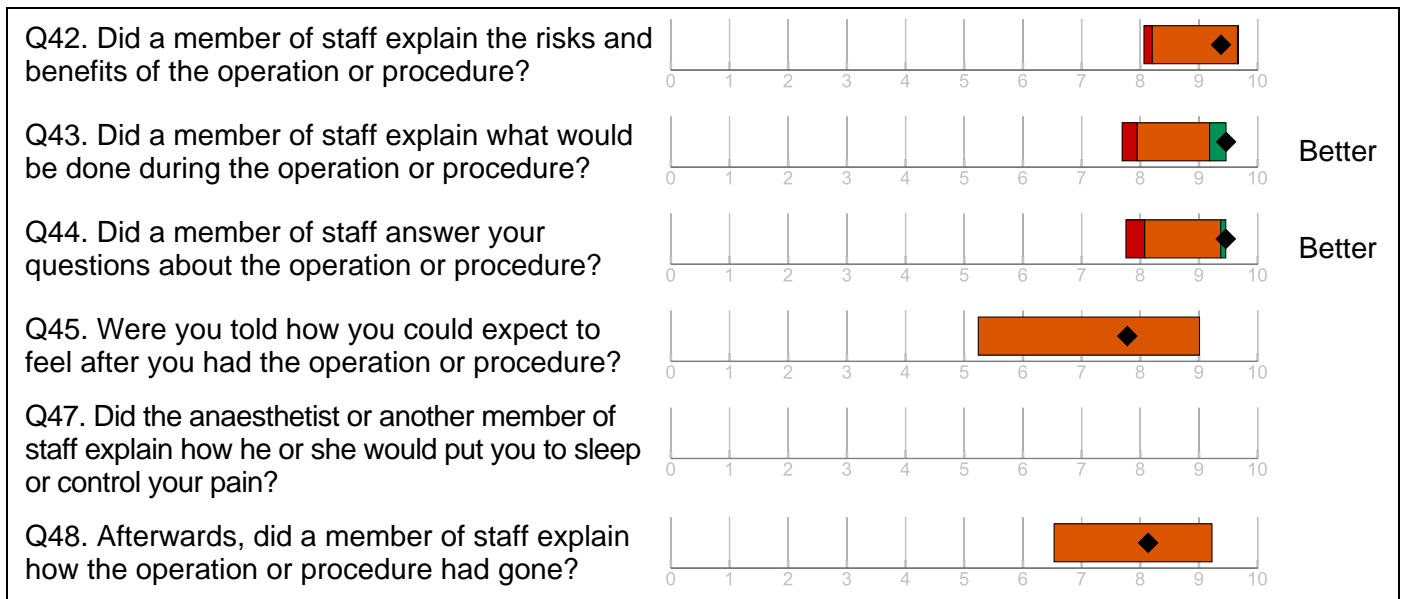 Q42. Did a member of staff explain the risks and
benefits of the operation or procedure?
0 1 2 3 4 5 6 7 8 9 10
Q43. Did a member of staff explain what would
be done during the operation or procedure?
Better
0 1 2 3 4 5 6 7 8 9 10
Q44. Did a member of staff answer your
questions about the operation or procedure?
Better
0 1 2 3 4 5 6 7 8 9 10
Q45. Were you told how you could expect to
feel after you had the operation or procedure?
0 1 2 3 4 5 6 7 8 9 10
Q47. Did the anaesthetist or another member of
staff explain how he or she would put you to sleep
or control your pain?
0 1 2 3 4 5 6 7 8 9 10
Q48. Afterwards, did a member of staff explain
how the operation or procedure had gone?
0 1 2 3 4 5 6 7 8 9 10